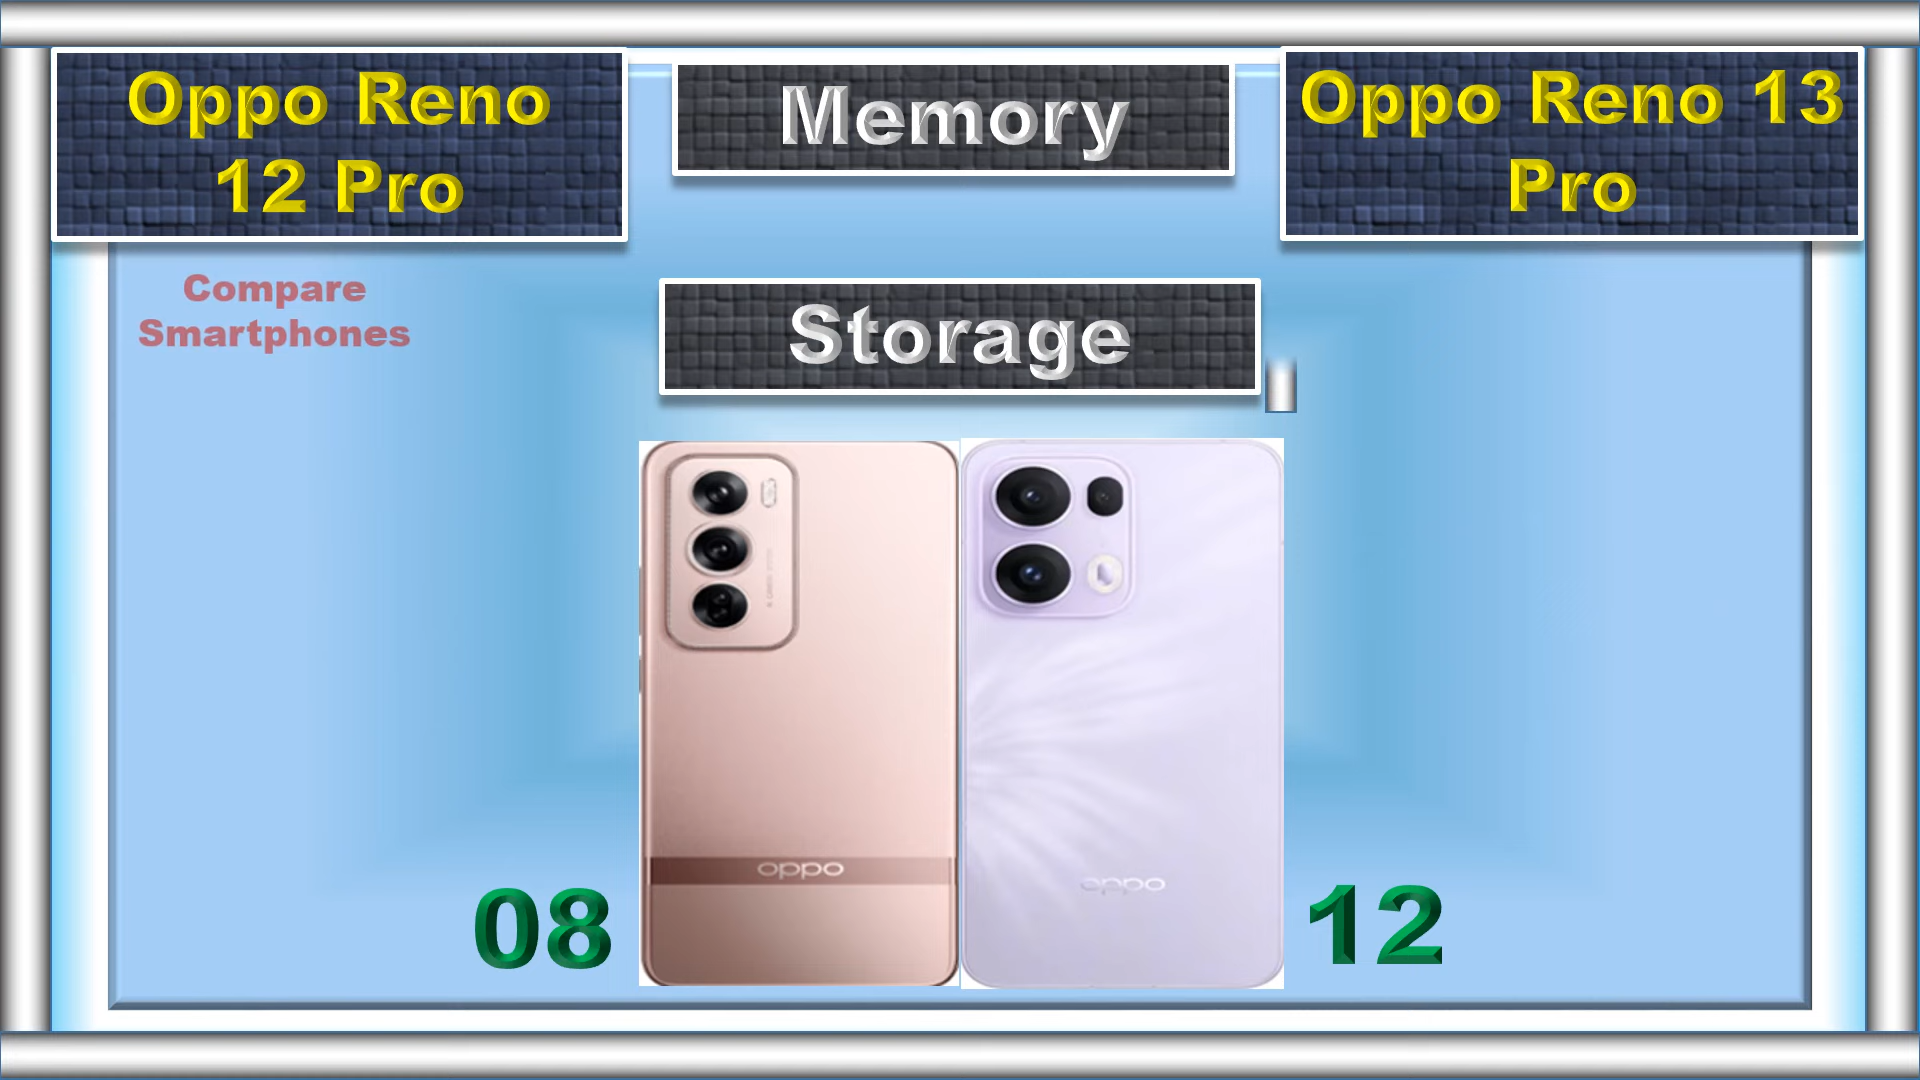 Oppo Reno
12 Pro
Memory
Oppo Reno 13
Pro
Compare
Smartphones
Storage
oppo
oppo
08
12